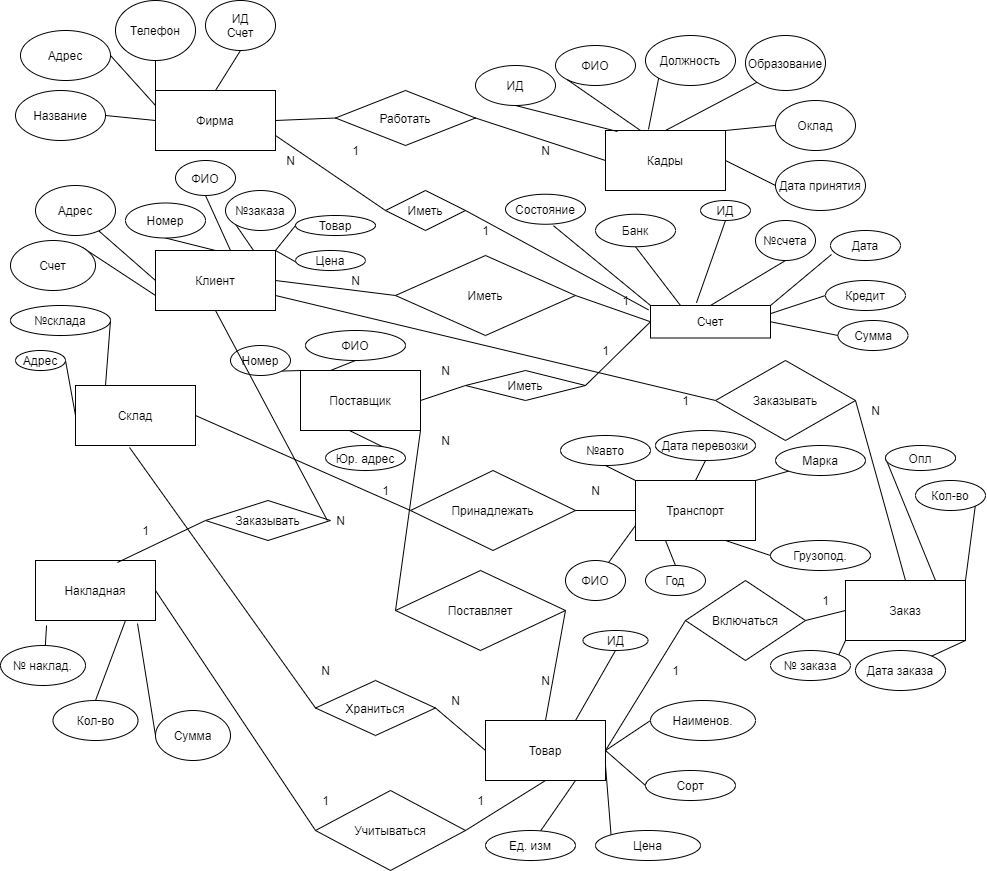 ИД
Счет
Телефон
Адрес
Название
Фирма
Работать
1
N
N
ИД
ФИО
Должность
Образование
Оклад
Дата принятия
Кадры
Иметь
1
ФИО
Адрес
Номер
№заказа
Товар
Цена
Счет
Клиент
N
Иметь
1
Состояние
Банк
ИД
№счета
Дата
Кредит
Сумма
Счет
№склада
Адрес
Склад
Номер
ФИО
Поставщик
Юр. адрес
N
Иметь
1
1
Заказывать
N
N
1
Принадлежать
N
№авто
Дата перевозки
Марка
Транспорт
Грузопод.
ФИО
Год
Опл
Кол-во
Заказ
№ заказа
Дата заказа
1
Заказывать
N
Накладная
№ наклад.
Кол-во
Сумма
Поставляет
N
Включаться
1
1
N
Храниться
N
ИД
Товар
Наименов.
Сорт
Цена
Ед. изм
1
Учитываться
1